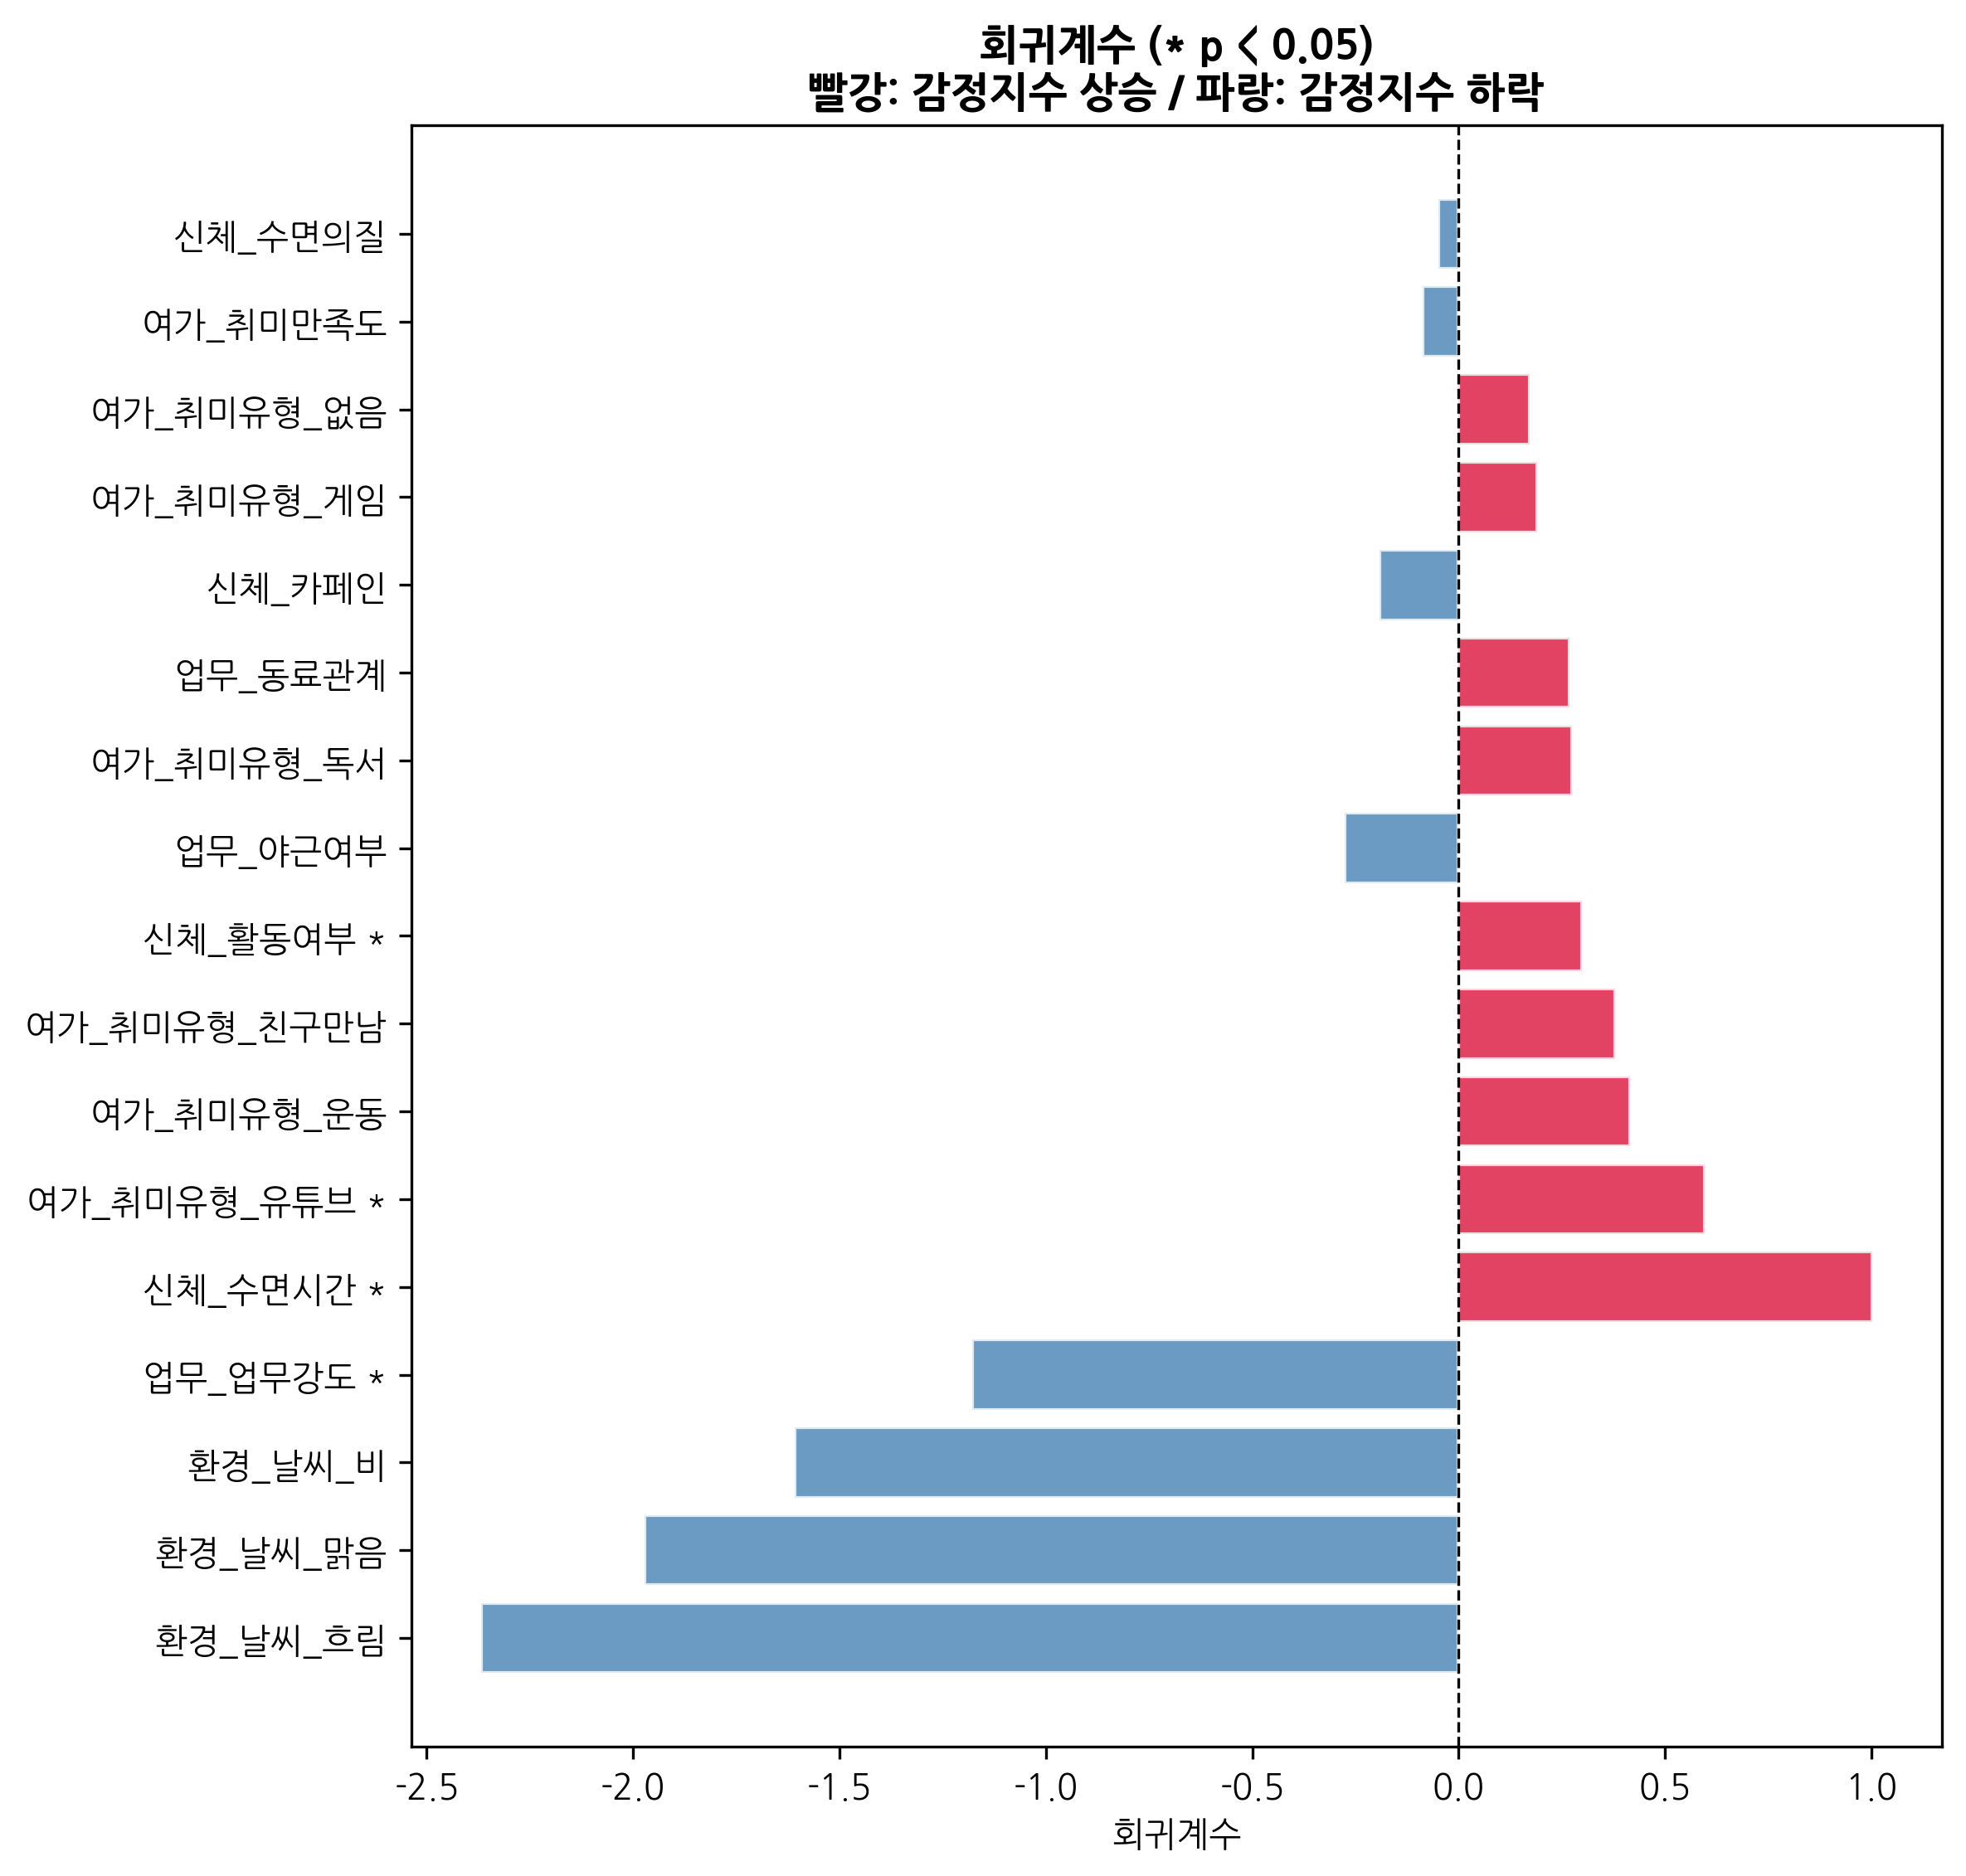 회귀계수 (* p < 0.05)
빨강: 감정지수 상승 / 파랑: 감정지수 하락
신체_수면의질
여가_취미만족도
여가_취미유형_없음
여가_취미유형_게임
신체_카페인
업무_동료관계
여가_취미유형_독서
업무_야근여부
신체_활동여부 *
여가_취미유형_친구만남
여가_취미유형_운동
여가_취미유형_유튜브 *
신체_수면시간 *
업무_업무강도 *
환경_날씨_비
환경_날씨_맑음
환경_날씨_흐림
-2.5 -2.0 -1.5 -1.0 -0.5 0.0 0.5 1.0
회귀계수